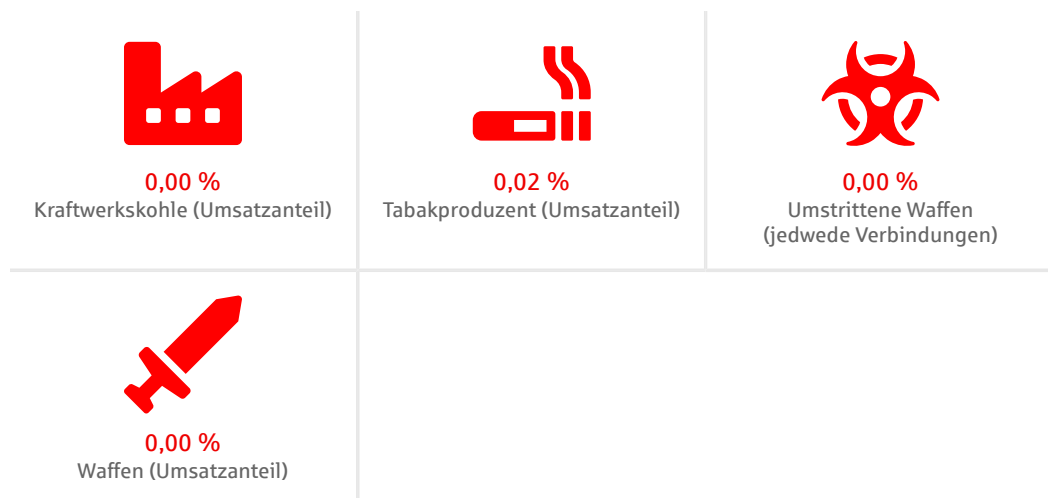 0,00 %
Kraftwerkskohle (Umsatzanteil)
0,02 %
Tabakproduzent (Umsatzanteil)
0,00 %
Umstrittene Waffen
(jedwede Verbindungen)
0,00 %
Waffen (Umsatzanteil)